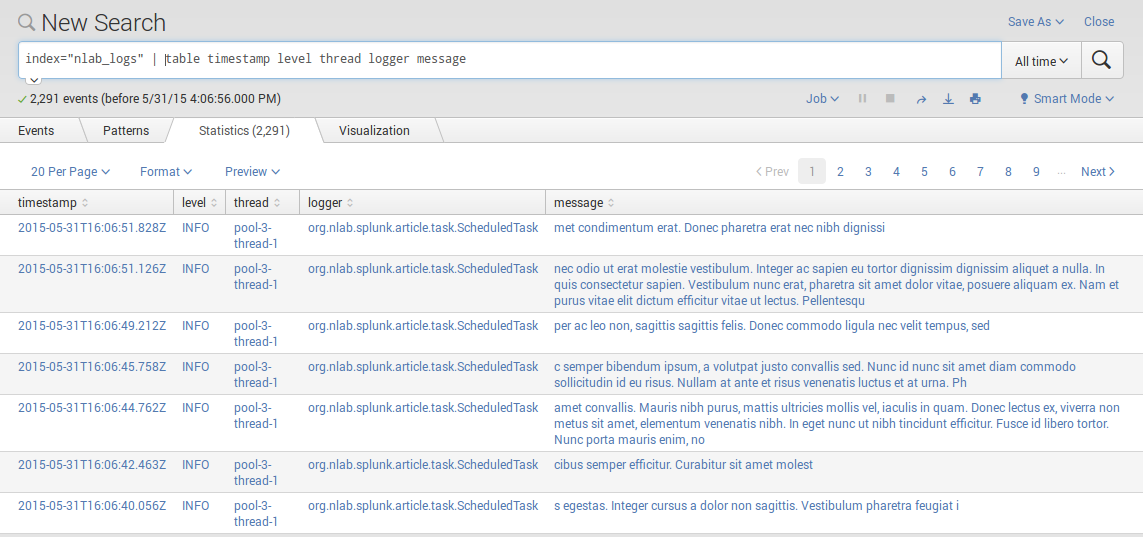 New Search
Save As
Close
index="nlab_logs" | table timestamp level thread logger message
All time
2,291 events (before 5/31/15 4:06:56.000 PM)
Job
Smart Mode
Events
Patterns
Statistics (2,291)
Visualization
20 Per Page
Format
Preview
Prev
1
2
3
4
5
6
7
8
9
...
Next
timestamp
level
thread
logger
message
2015-05-31T16:06:51.828Z
INFO
pool-3-
thread-1
org.nlab.splunk.article.task.ScheduledTask
met condimentum erat. Donec pharetra erat nec nibh dignissi
2015-05-31T16:06:51.126Z
INFO
pool-3-
thread-1
org.nlab.splunk.article.task.ScheduledTask
nec odio ut erat molestie vestibulum. Integer ac sapien eu tortor dignissim dignissim aliquet a nulla. In
quis consectetur sapien. Vestibulum nunc erat, pharetra sit amet dolor vitae, posuere aliquam ex. Nam et
purus vitae elit dictum efficitur vitae ut lectus. Pellentesqu
2015-05-31T16:06:49.212Z
INFO
pool-3-
thread-1
org.nlab.splunk.article.task.ScheduledTask
per ac leo non, sagittis sagittis felis. Donec commodo ligula nec velit tempus, sed
2015-05-31T16:06:45.758Z
INFO
pool-3-
thread-1
org.nlab.splunk.article.task.ScheduledTask
c semper bibendum ipsum, a volutpat justo convallis sed. Nunc id nunc sit amet diam commodo
sollicitudin id eu risus. Nullam at ante et risus venenatis luctus et at urna. Ph
2015-05-31T16:06:44.762Z
INFO
pool-3-
thread-1
org.nlab.splunk.article.task.ScheduledTask
amet convallis. Mauris nibh purus, mattis ultricies mollis vel, iaculis in quam. Donec lectus ex, viverra non
metus sit amet, elementum venenatis nibh. In eget nunc ut nibh tincidunt efficitur. Fusce id libero tortor.
Nunc porta mauris enim, no
2015-05-31T16:06:42.463Z
INFO
pool-3-
thread-1
org.nlab.splunk.article.task.ScheduledTask
cibus semper efficitur. Curabitur sit amet molest
2015-05-31T16:06:40.056Z
INFO
pool-3-
thread-1
org.nlab.splunk.article.task.ScheduledTask
s egestas. Integer cursus a dolor non sagittis. Vestibulum pharetra feugiat i